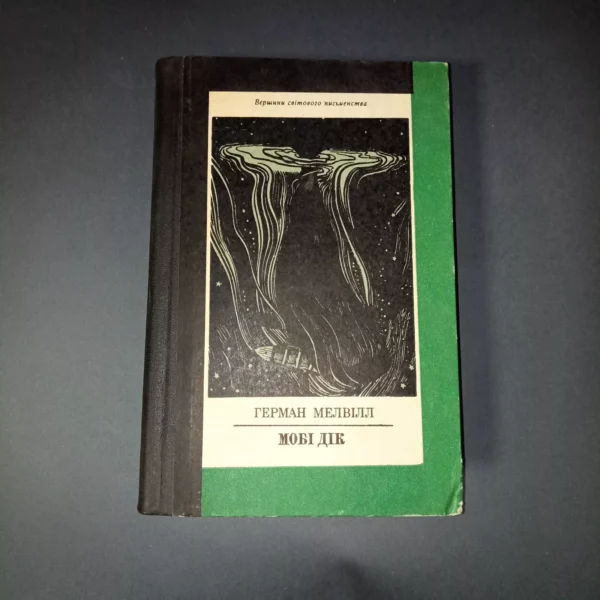 Вершини світового письменства
ГЕРМАН МЕЛВІЛЛ
МОБІ ДІК